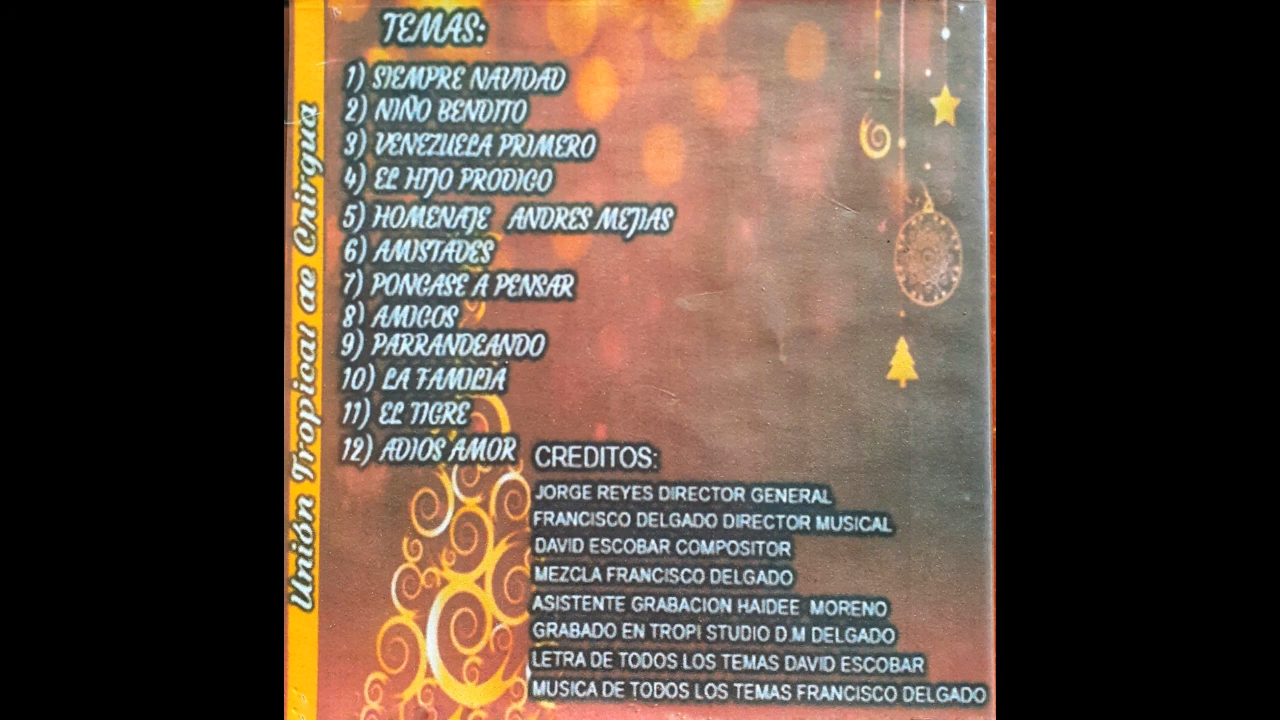 Unión Tropical de Chirgua
TEMAS:
1) SIEMPRE NAVIDAD
2) NIÑO BENDITO
3) VENEZUELA PRIMERO
4) EL HIJO PRODIGO
5) HOMENAJE ANDRES MEJIAS
6) AMISTADES
7) PONGASE A PENSAR
8) AMIGOS
9) PARRANDEANDO
10) LA FAMILIA
11) EL TIGRE
12) ADIOS AMOR
CREDITOS:
JORGE REYES DIRECTOR GENERAL
FRANCISCO DELGADO DIRECTOR MUSICAL
DAVID ESCOBAR COMPOSITOR
MEZCLA FRANCISCO DELGADO
ASISTENTE GRABACION HAIDEE MORENO
GRABADO EN TROPI STUDIO D.M DELGADO
LETRA DE TODOS LOS TEMAS DAVID ESCOBAR
MUSICA DE TODOS LOS TEMAS FRANCISCO DELGADO